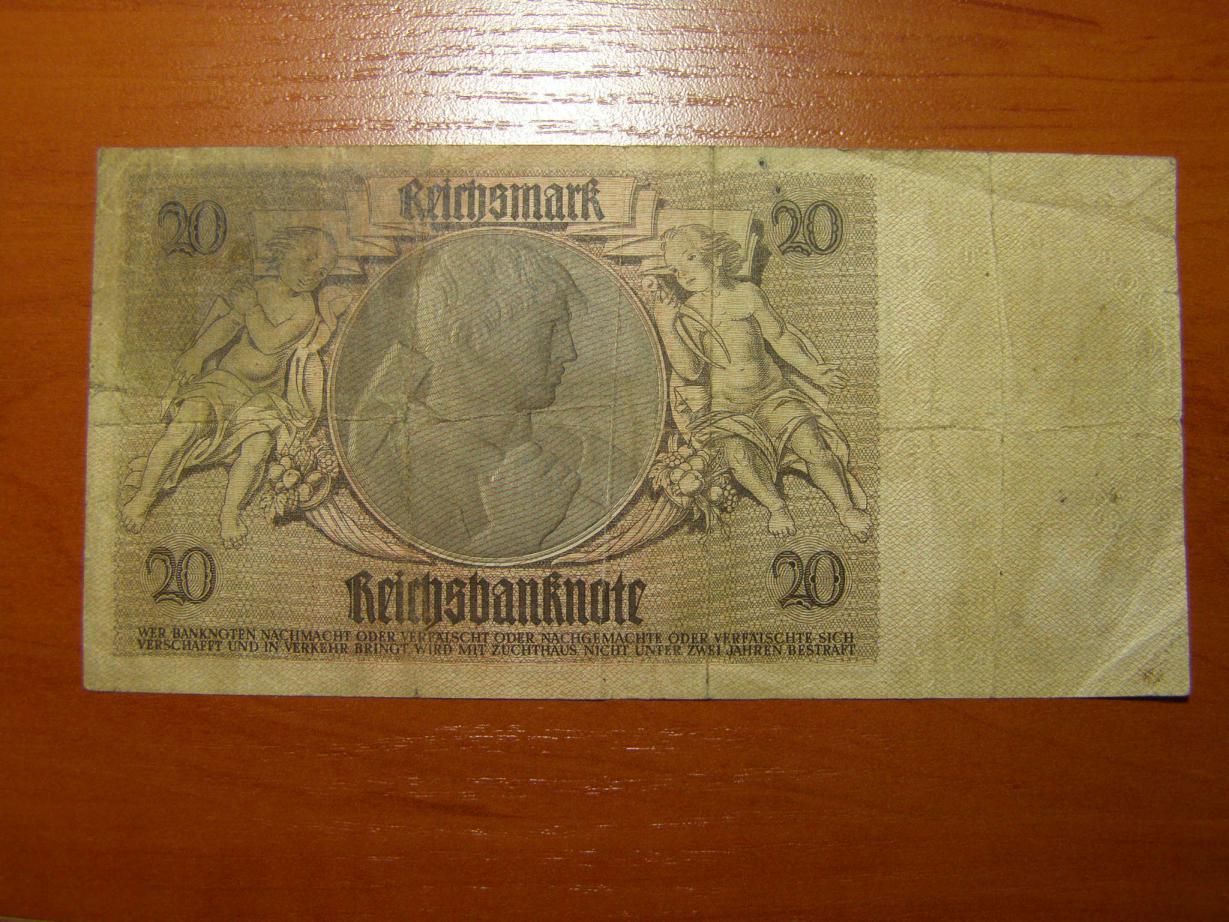 20
Reichsmark
20
20
Reichsbanknote
20
WER BANKNOTEN NACHMACHT ODER VERFÄLSCHT ODER NACHGEMACHTE ODER VERFÄLSCHTE SICH
VERSCHAFFT UND IN VERKEHR BRINGT, WIRD MIT ZUCHTHAUS NICHT UNTER ZWEI JAHREN BESTRAFT